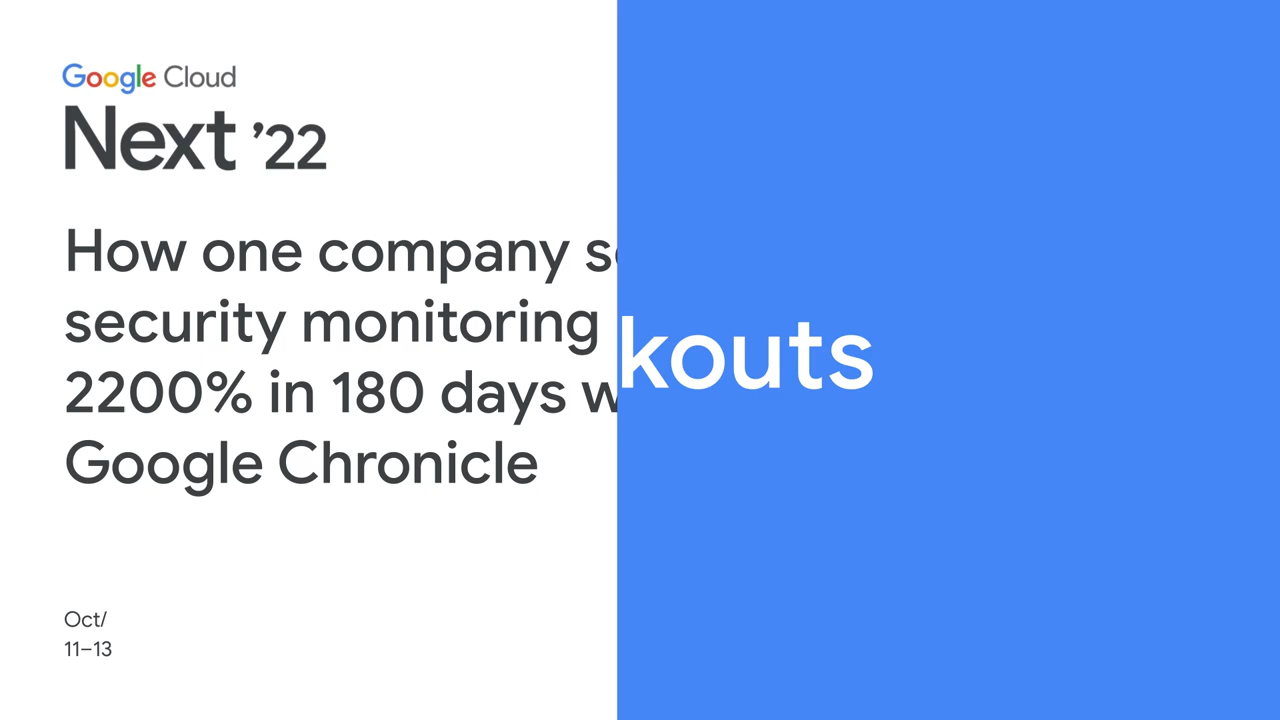 Google Cloud
Next ’22
How one company
security monitoring
2200% in 180 days
Google Chronicle
kouts
Oct/
11–13